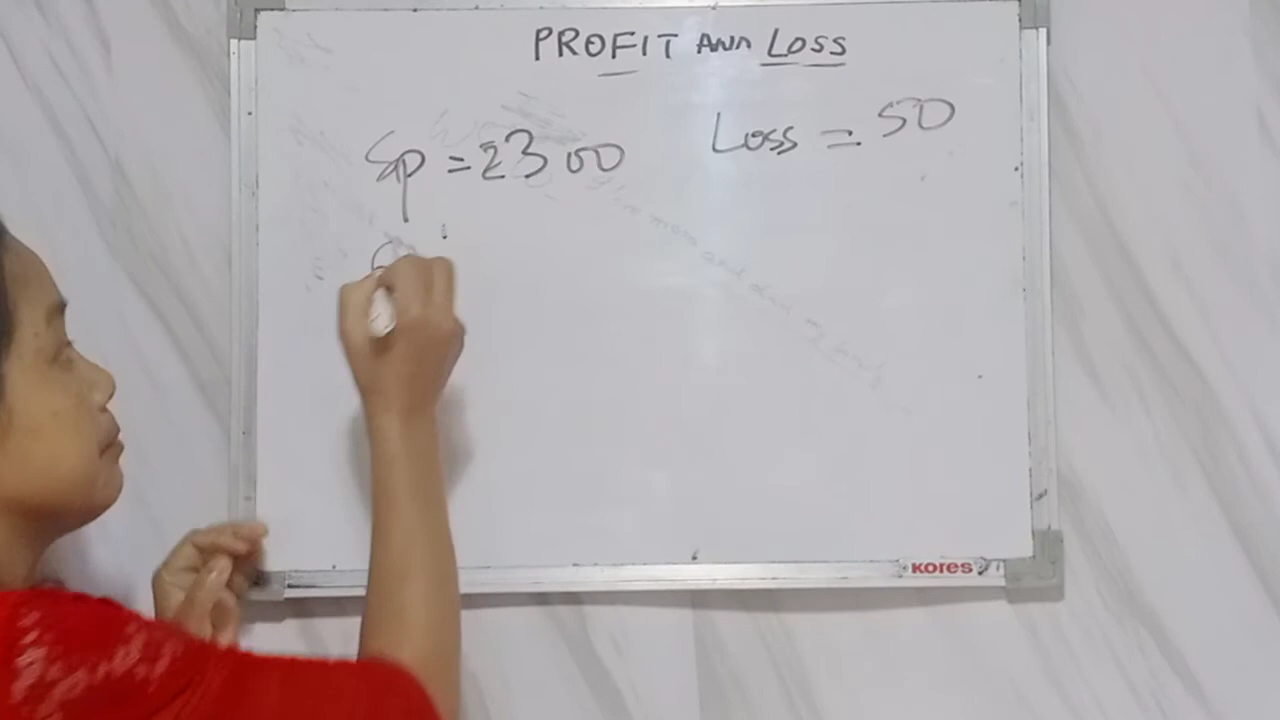 PROFIT AND LOSS
Sp = 2300 Loss = 50
KORES